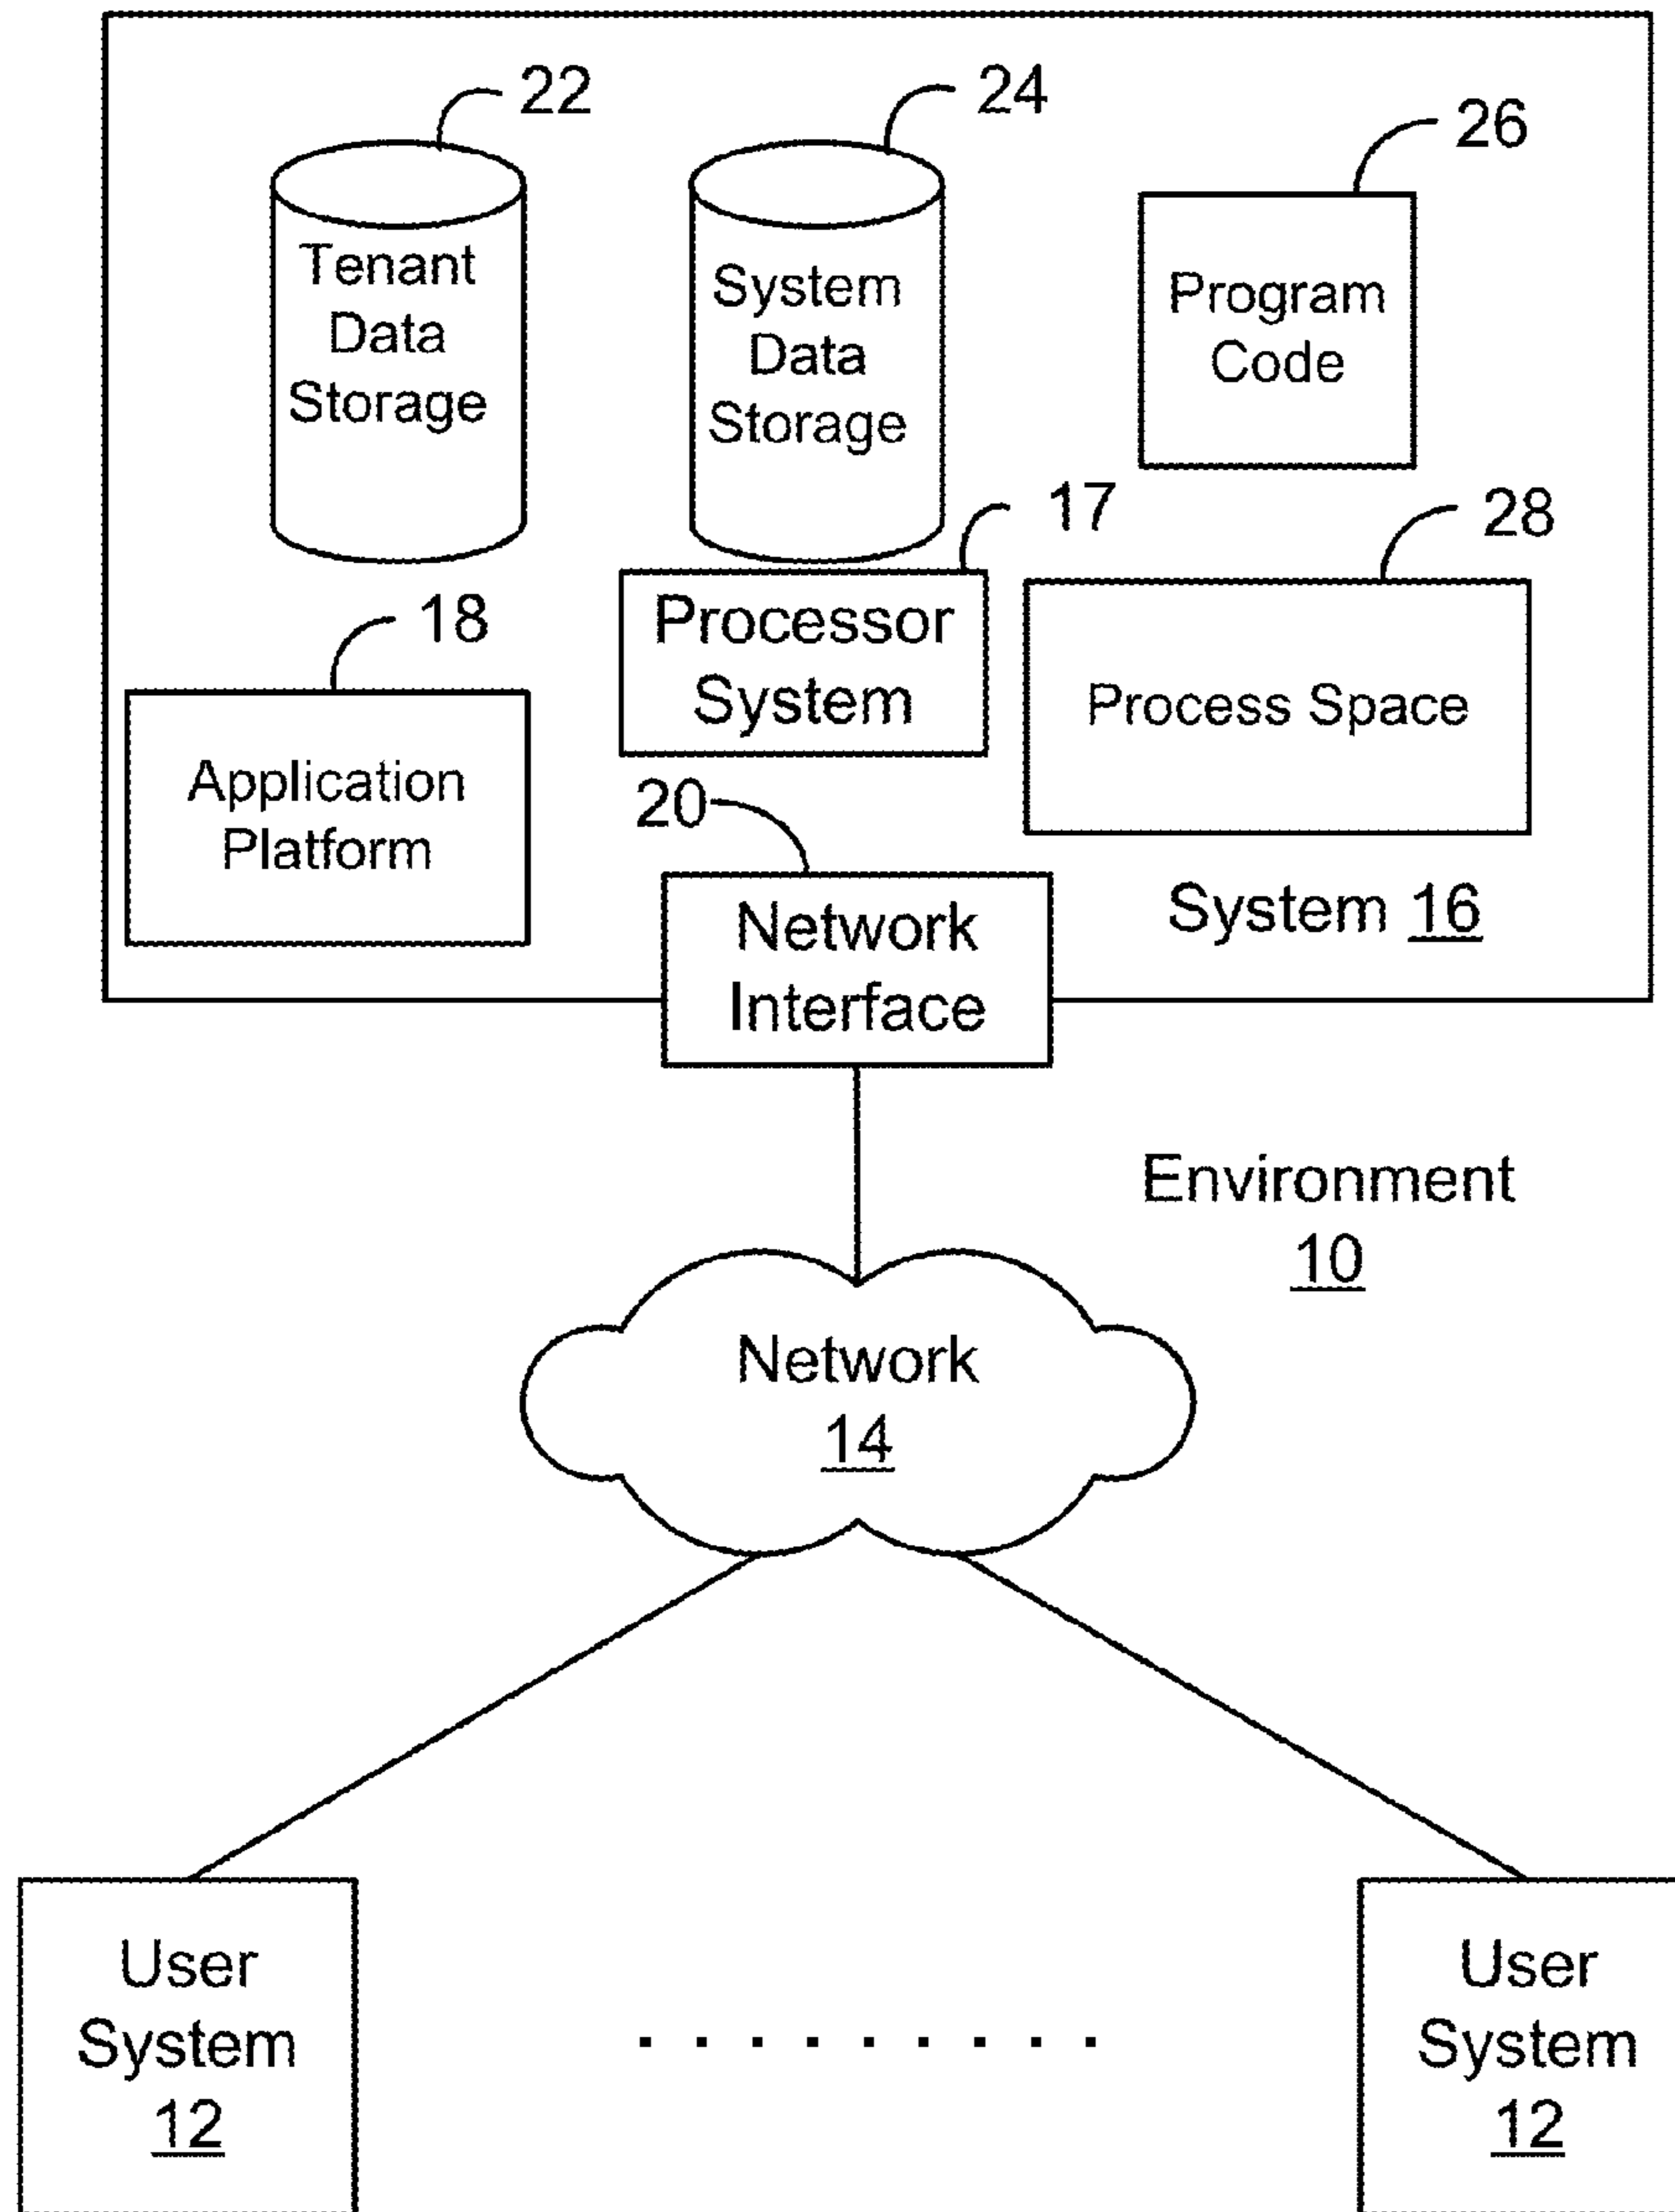 22
24
26
Tenant
Data
Storage
System
Data
Storage
Program
Code
17
28
18
Processor
System
Process Space
Application
Platform
20
Network
Interface
System 16
Environment
10
Network
14
User
System
12
.........
User
System
12